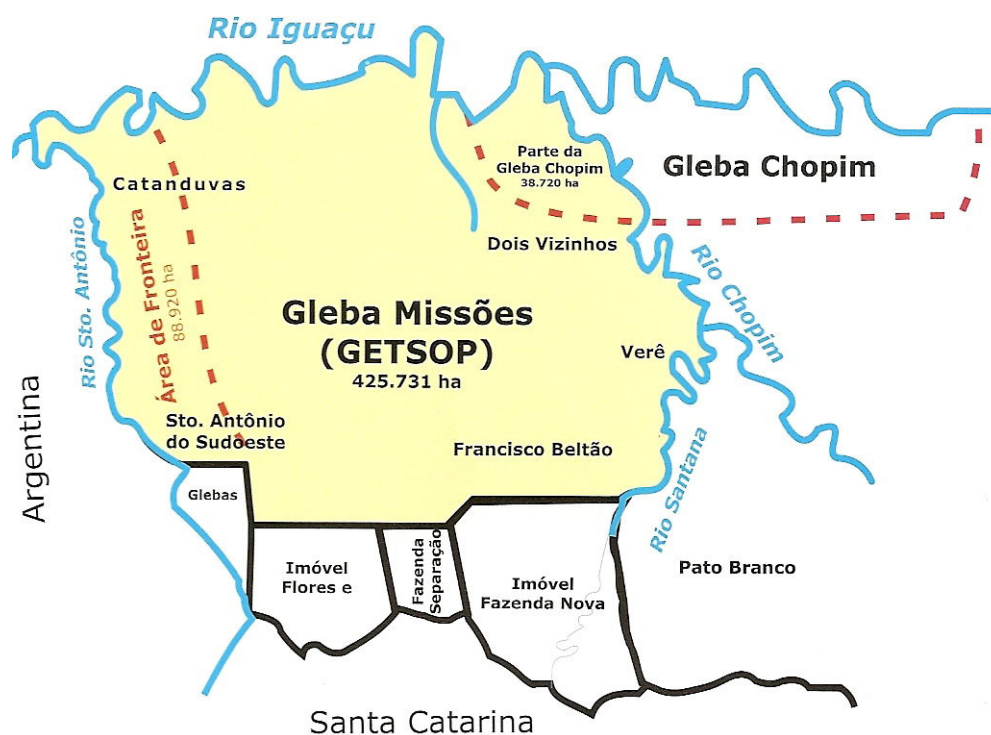 Rio Iguaçu
Parte da
Gleba Chopim
38.720 ha
Gleba Chopim
Catanduvas
Dois Vizinhos
Rio Sto. Antônio
Área de Fronteira
88.920 ha
Rio Chopim
Gleba Missões
(GETSOP)
425.731 ha
Verê
Argentina
Sto. Antônio
do Sudoeste
Francisco Beltão
Rio Santana
Glebas
Imóvel
Flores e
Fazenda
Separação
Imóvel
Fazenda Nova
Pato Branco
Santa Catarina